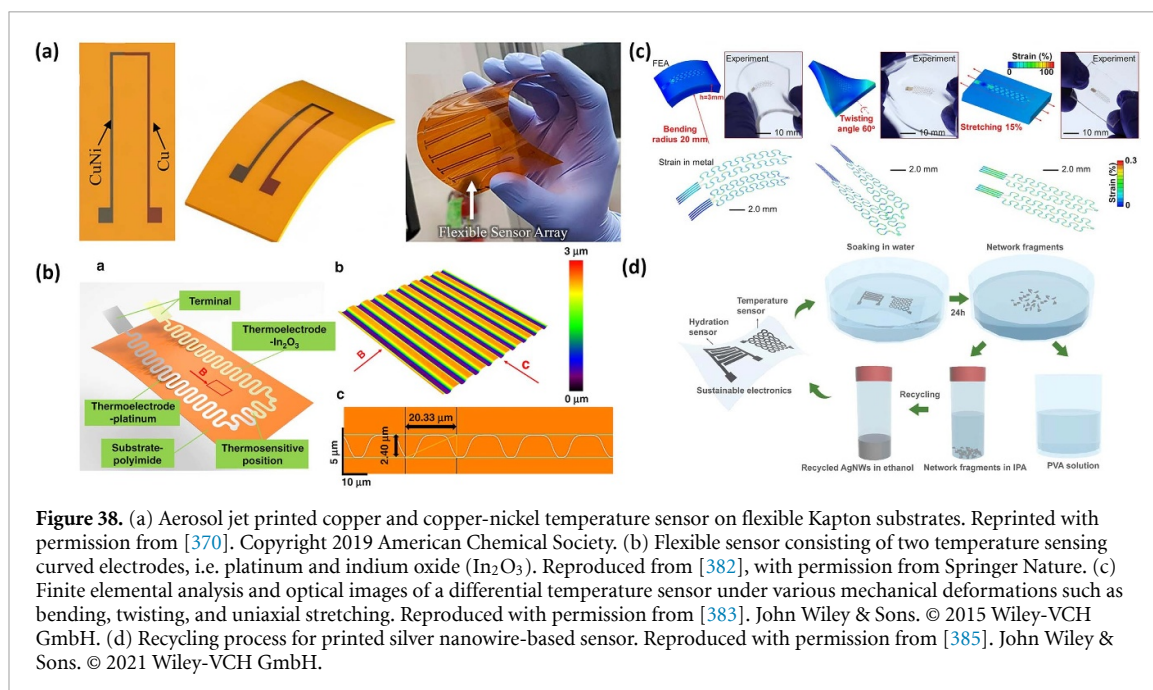 (a)
CuNi
Cu
Flexible Sensor Array
(b)
a
Terminal
Thermoelectrode
-In₂O₃
B
Thermoelectrode
-platinum
Substrate-
polyimide
Thermosensitive
position
b
3 μm
0 μm
B
C
c
20.33 μm
2.40 μm
5 μm
10 μm
(c)
FEA
Experiment
h=3mm
Bending
radius 20 mm
10 mm
Experiment
Twisting
angle 60°
10 mm
Strain (%)
0 100
Experiment
Stretching 15%
10 mm
Strain in metal
2.0 mm
2.0 mm
2.0 mm
0.3
Strain (%)
0
(d)
Soaking in water
Network fragments
Temperature
sensor
Hydration
sensor
24h
Sustainable electronics
Recycling
Recycled AgNWs in ethanol
Network fragments in IPA
PVA solution
Figure 38. (a) Aerosol jet printed copper and copper-nickel temperature sensor on flexible Kapton substrates. Reprinted with
permission from [370]. Copyright 2019 American Chemical Society. (b) Flexible sensor consisting of two temperature sensing
curved electrodes, i.e. platinum and indium oxide (In₂O₃). Reproduced from [382], with permission from Springer Nature. (c)
Finite elemental analysis and optical images of a differential temperature sensor under various mechanical deformations such as
bending, twisting, and uniaxial stretching. Reproduced with permission from [383]. John Wiley & Sons. © 2015 Wiley-VCH
GmbH. (d) Recycling process for printed silver nanowire-based sensor. Reproduced with permission from [385]. John Wiley &
Sons. © 2021 Wiley-VCH GmbH.